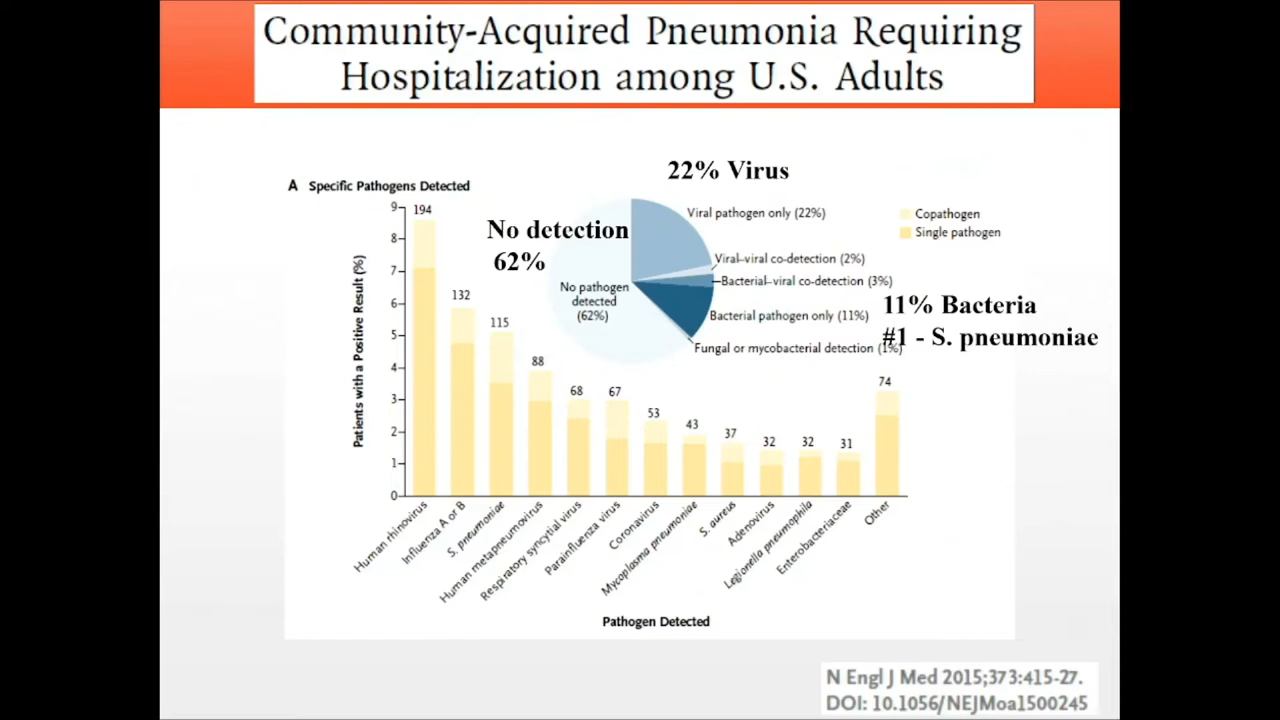 Community-Acquired Pneumonia Requiring
Hospitalization among U.S. Adults
22% Virus
A Specific Pathogens Detected
No detection
62%
Viral pathogen only (22%)
Viral–viral co-detection (2%)
Bacterial–viral co-detection (3%)
Bacterial pathogen only (11%)
Fungal or mycobacterial detection (1%)
No pathogen
detected
(62%)
Copathogen
Single pathogen
11% Bacteria
#1 - S. pneumoniae
Patients with a Positive Result (%)
9
8
7
6
5
4
3
2
1
0
194
132
115
88
68
67
53
43
37
32
32
31
74
Human rhinovirus
Influenza A or B
S. pneumoniae
Human metapneumovirus
Respiratory syncytial virus
Parainfluenza virus
Coronavirus
Mycoplasma pneumoniae
S. aureus
Adenovirus
Legionella pneumophila
Enterobacteriaceae
Other
Pathogen Detected
N Engl J Med 2015;373:415-27.
DOI: 10.1056/NEJMoa1500245